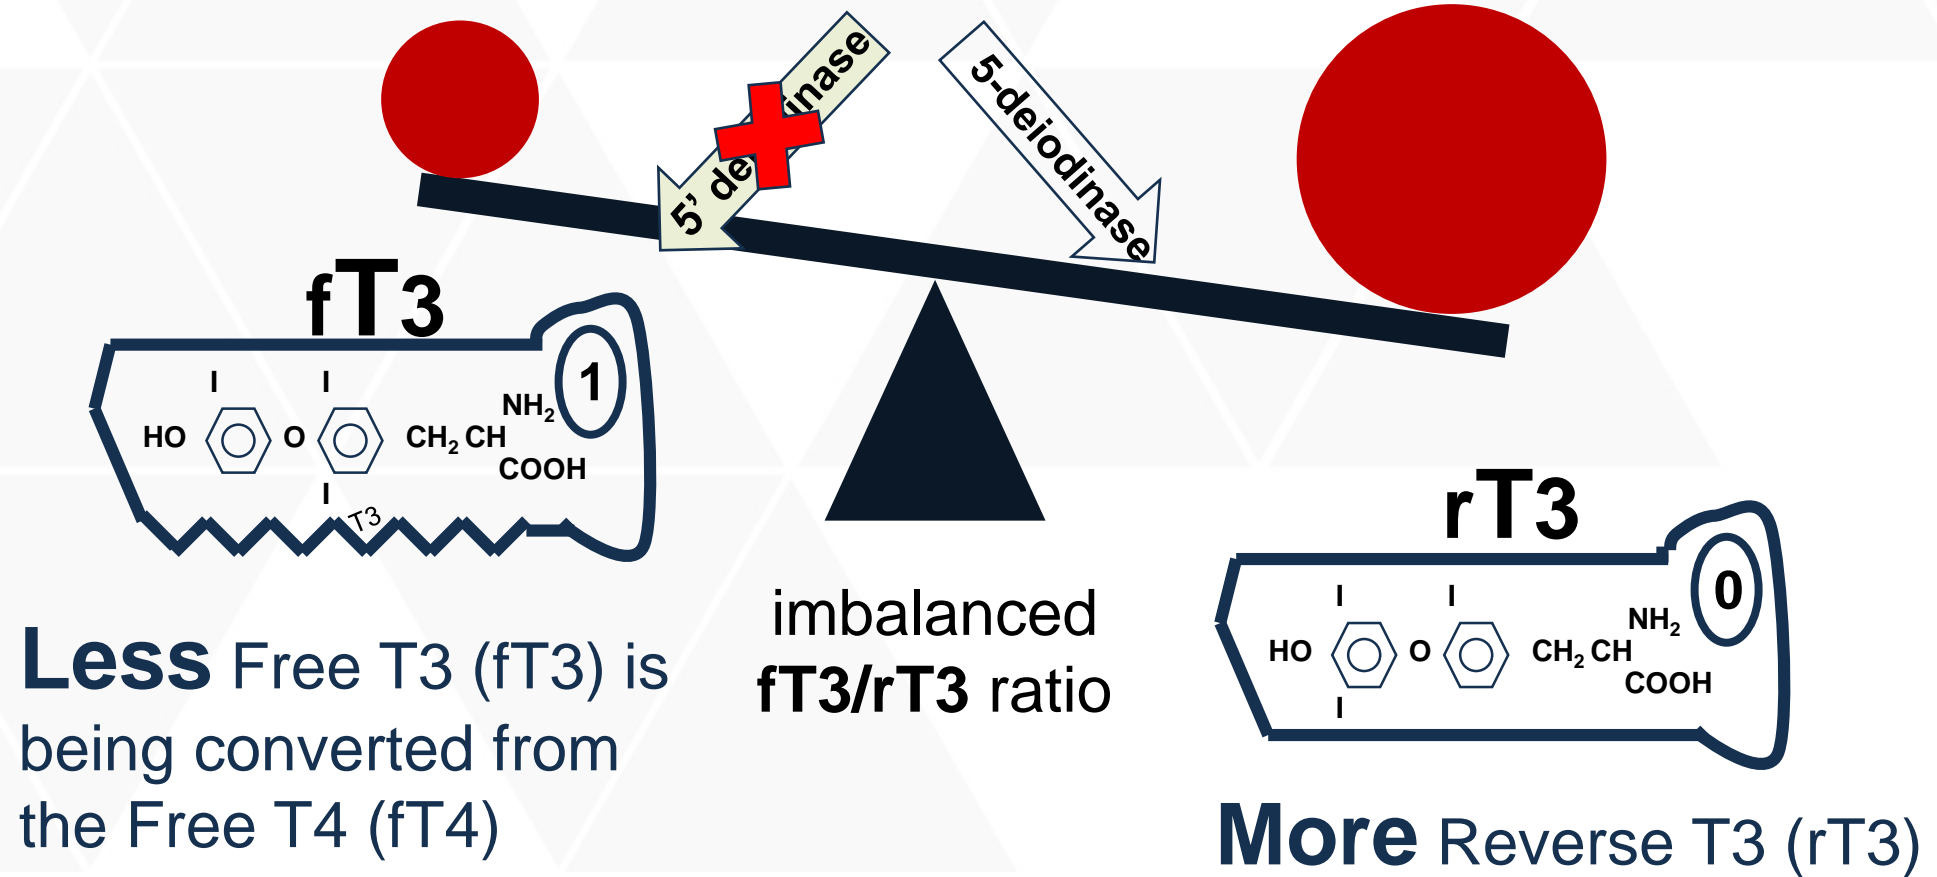 5’ de inase
5-deiodinase
fT3
1
I I
NH2
HO O CH2 CH
COOH
I
T3
Less Free T3 (fT3) is
being converted from
the Free T4 (fT4)
imbalanced
fT3/rT3 ratio
rT3
0
I I
NH2
HO O CH2 CH
COOH
I
More Reverse T3 (rT3)